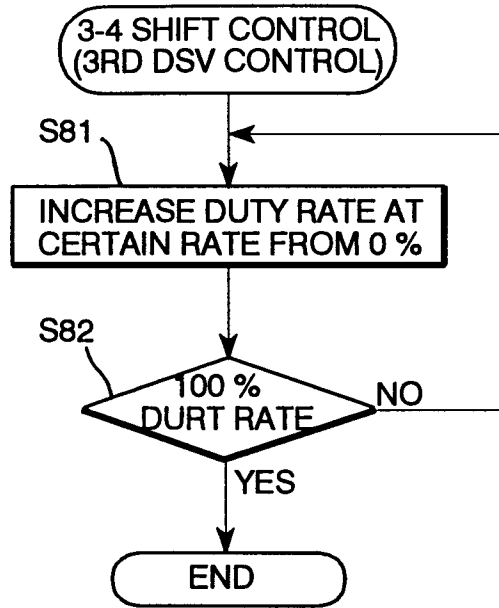 3-4 SHIFT CONTROL
(3RD DSV CONTROL)
S81
INCREASE DUTY RATE AT
CERTAIN RATE FROM 0 %
S82
100 %
DURT RATE
NO
YES
END